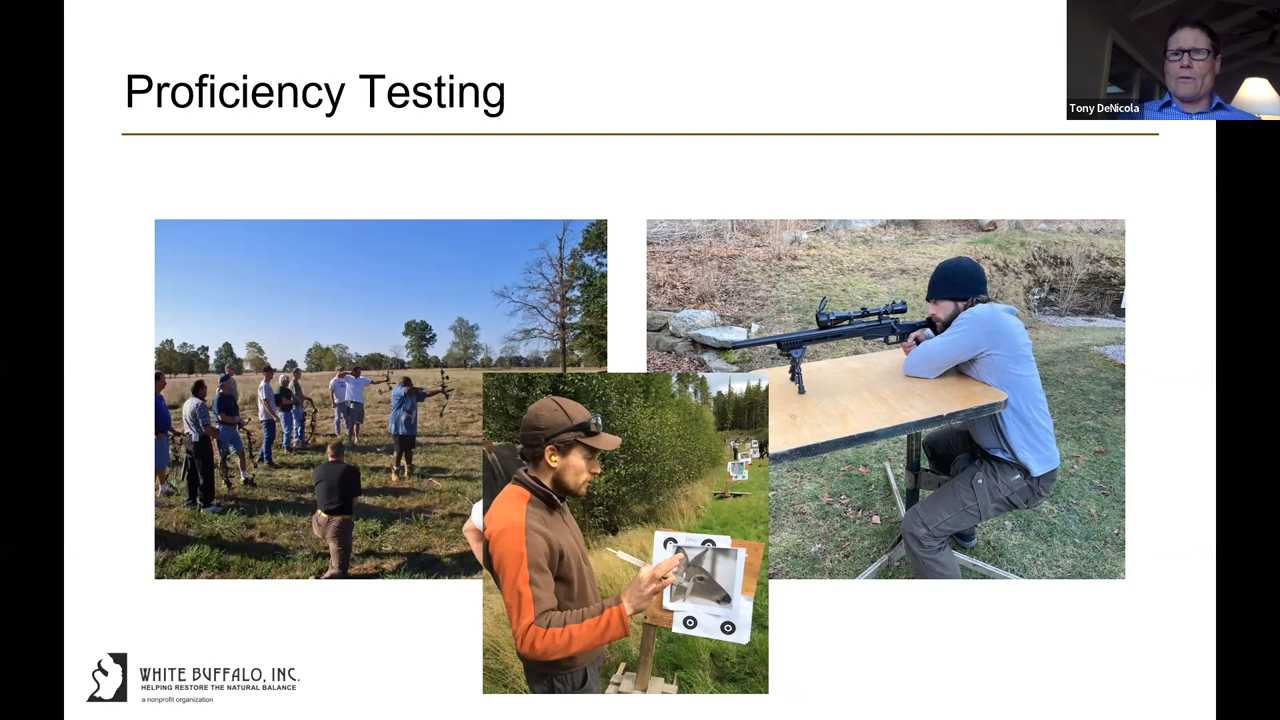 Proficiency Testing
Tony DeNicola
WHITE BUFFALO, INC.
HELPING RESTORE THE NATURAL BALANCE
a nonprofit organization